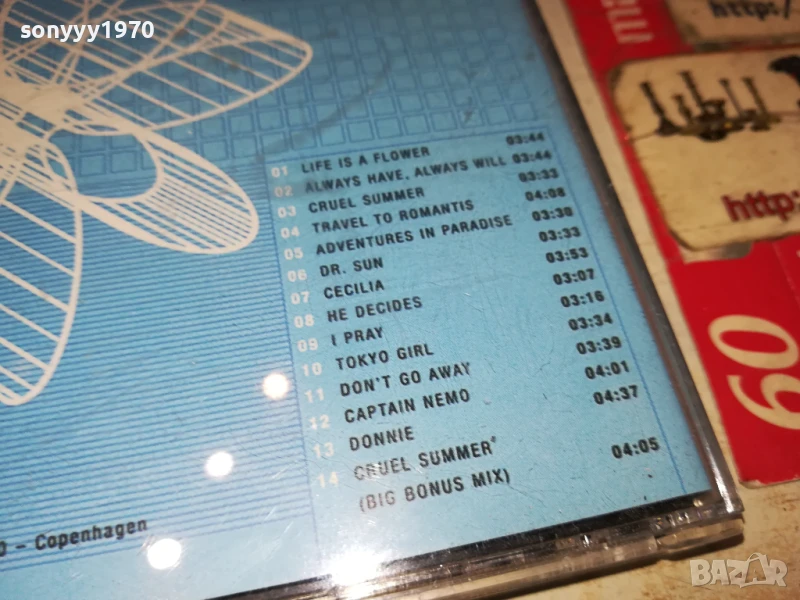 sonyyy1970
http:/
01 LIFE IS A FLOWER 03:44
02 ALWAYS HAVE, ALWAYS WILL 03:44
03 CRUEL SUMMER 03:33
04 TRAVEL TO ROMANTIS 04:08
05 ADVENTURES IN PARADISE 03:30
06 DR. SUN 03:33
07 CECILIA 03:53
08 HE DECIDES 03:07
09 I PRAY 03:16
10 TOKYO GIRL 03:34
11 DON'T GO AWAY 03:39
12 CAPTAIN NEMO 04:01
13 DONNIE 04:37
14 CRUEL SUMMER* 04:05
(BIG BONUS MIX)
http:
60
- Copenhagen
BAZAR